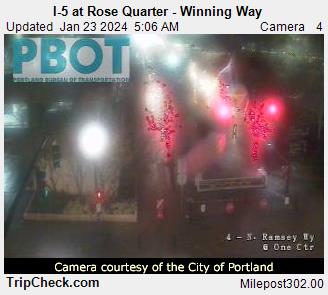 I-5 at Rose Quarter - Winning Way
Updated Jan 23 2024 5:06 AM Camera 4
PBOT
PORTLAND BUREAU OF TRANSPORTATION
4 - N. Ramsey Wy
@ One Ctr
Camera courtesy of the City of Portland
TripCheck.com Milepost302.00